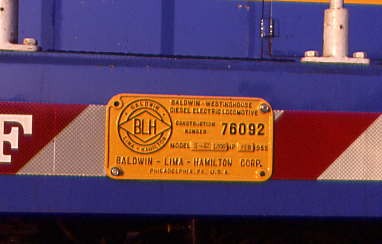 BALDWIN
BLH
LIMA - HAMILTON
BALDWIN - WESTINGHOUSE
DIESEL ELECTRIC LOCOMOTIVE
CONSTRUCTION
NUMBER 76092
MODEL HP
BALDWIN - LIMA - HAMILTON CORP.
PHILADELPHIA, PA. U.S.A.
F